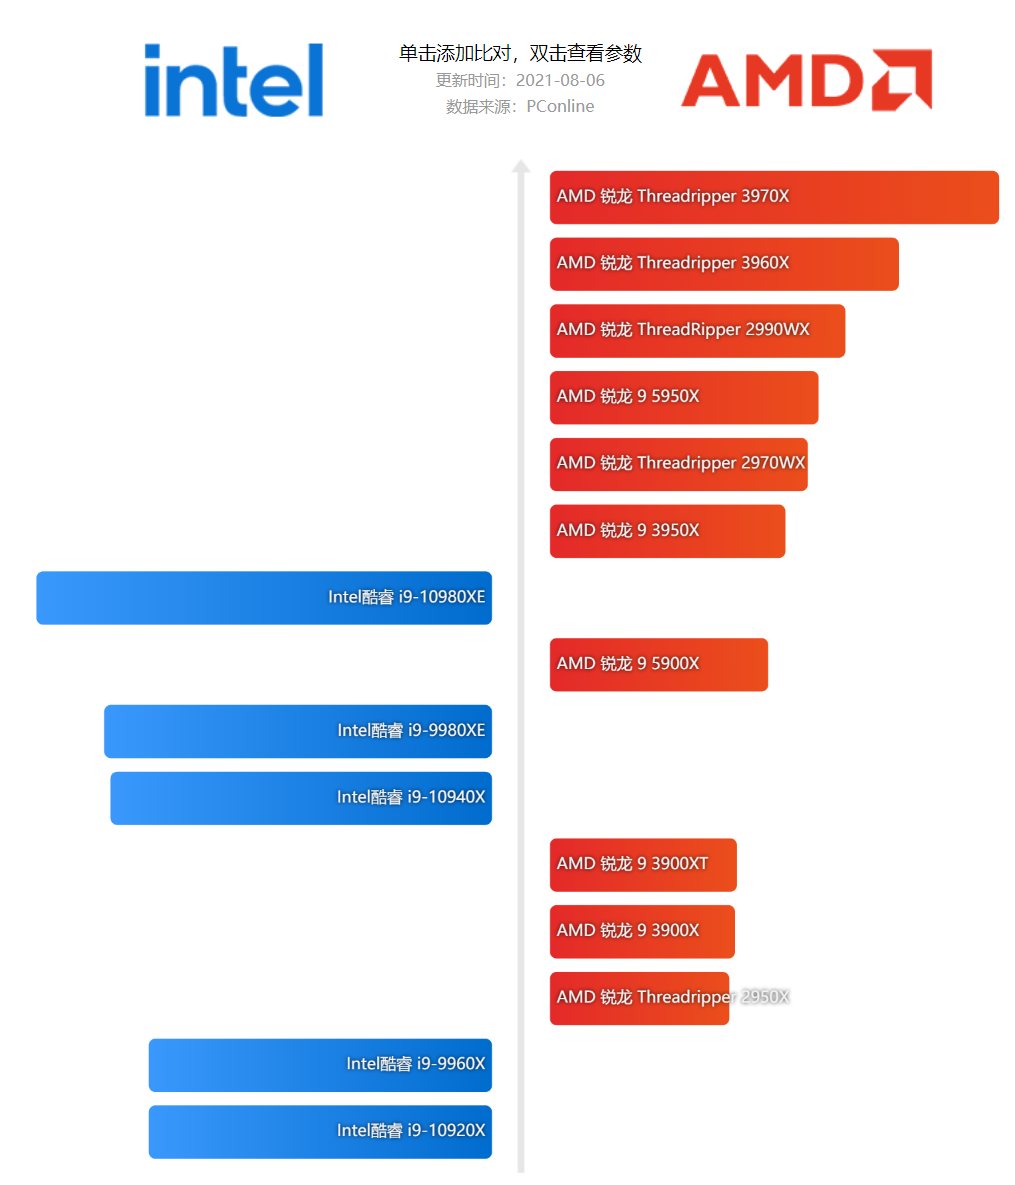 intel
单击添加比对，双击查看参数
更新时间：2021-08-06
数据来源：PConline
AMD
AMD 锐龙 Threadripper 3970X
AMD 锐龙 Threadripper 3960X
AMD 锐龙 ThreadRipper 2990WX
AMD 锐龙 9 5950X
AMD 锐龙 Threadripper 2970WX
AMD 锐龙 9 3950X
Intel酷睿 i9-10980XE
AMD 锐龙 9 5900X
Intel酷睿 i9-9980XE
Intel酷睿 i9-10940X
AMD 锐龙 9 3900XT
AMD 锐龙 9 3900X
AMD 锐龙 Threadripper 2950X
Intel酷睿 i9-9960X
Intel酷睿 i9-10920X